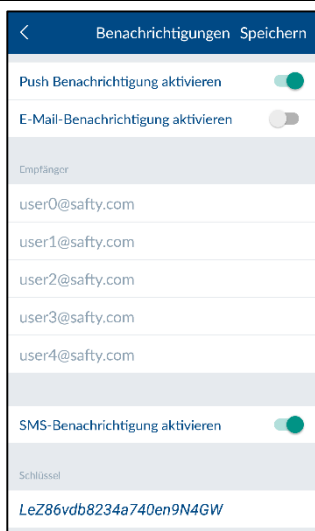 Benachrichtigungen Speichern
Push Benachrichtigung aktivieren
E-Mail-Benachrichtigung aktivieren
Empfänger
user0@safty.com
user1@safty.com
user2@safty.com
user3@safty.com
user4@safty.com
SMS-Benachrichtigung aktivieren
Schlüssel
LeZ86vdb8234a740en9N4GW